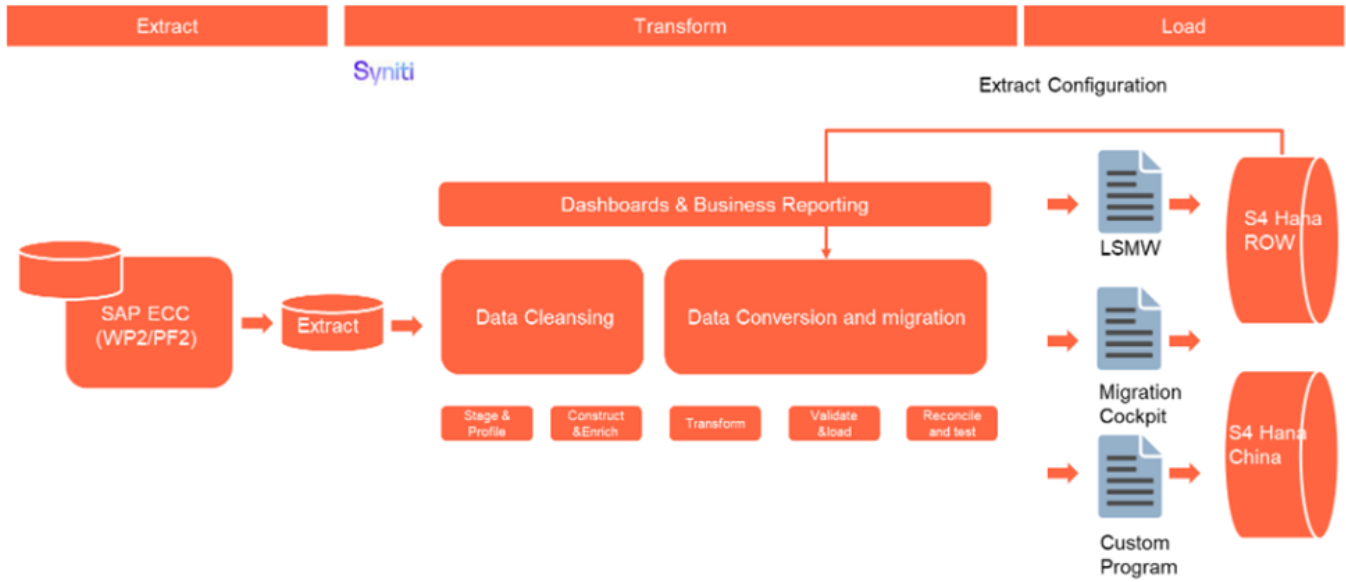 Extract
Transform
Load
Syniti
Extract Configuration
Dashboards & Business Reporting
SAP ECC
(WP2/PF2)
Extract
Data Cleansing
Data Conversion and migration
Stage &
Profile
Construct
&Enrich
Transform
Validate
&load
Reconcile
and test
LSMW
Migration
Cockpit
Custom
Program
S4 Hana
ROW
S4 Hana
China